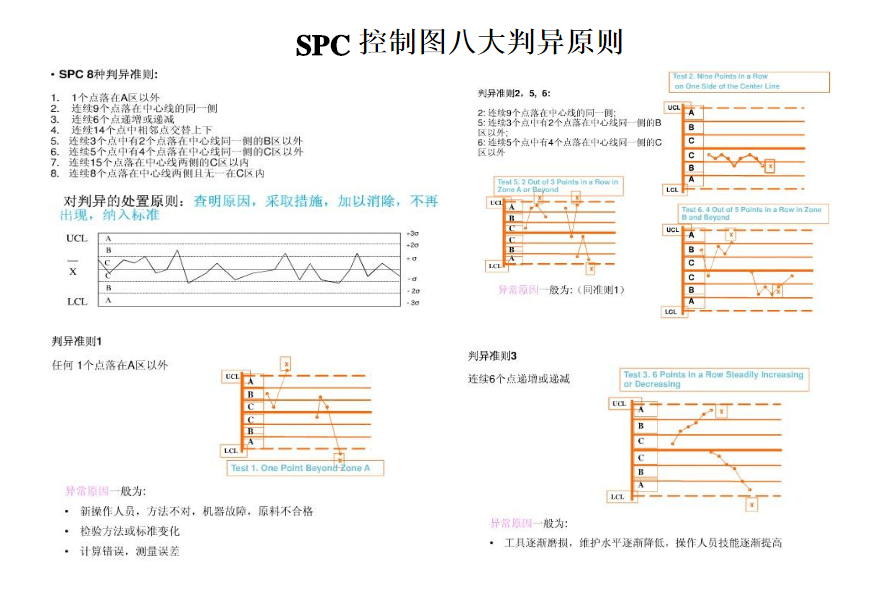 SPC 控制图八大判异原则
• SPC 8种判异准则:
1. 1个点落在A区以外
2. 连续9个点落在中心线的同一侧
3. 连续6个点递增或递减
4. 连续14个点中相邻点交替上下
5. 连续3个点中有2个点落在中心线同一侧的B区以外
6. 连续5个点中有4个点落在中心线同一侧的C区以外
7. 连续15个点落在中心线两侧的C区以内
8. 连续8个点落在中心线两侧且无一在C区内
对判异的处置原则：查明原因，采取措施，加以消除，不再
出现，纳入标准
UCL
X
LCL
A
B
C
C
B
A
+3σ
+2σ
+σ
-σ
-2σ
-3σ
判异准则2，5，6:
2: 连续9个点落在中心线的同一侧;
5: 连续3个点中有2个点落在中心线同一侧的B
区以外;
6: 连续5个点中有4个点落在中心线同一侧的C
区以外
Test 2. Nine Points in a Row
on One Side of the Center Line
UCL
A
B
C
C
B
A
LCL
X
Test 5. 2 Out of 3 Points in a Row in
Zone A or Beyond
UCL
A
B
C
C
B
A
LCL
X
X
X
异常原因一般为:（同准则1）
Test 6. 4 Out of 5 Points in a Row in Zone
B and Beyond
UCL
A
B
C
C
B
A
LCL
X
X
判异准则1
任何 1个点落在A区以外
UCL
A
B
C
C
B
A
LCL
X
X
Test 1. One Point Beyond Zone A
异常原因一般为:
• 新操作人员，方法不对，机器故障，原料不合格
• 检验方法或标准变化
• 计算错误，测量误差
判异准则3
连续6个点递增或递减
Test 3. 6 Points in a Row Steadily Increasing
or Decreasing
UCL
A
B
C
C
B
A
LCL
X
X
异常原因一般为:
• 工具逐渐磨损，维护水平逐渐降低，操作人员技能逐渐提高